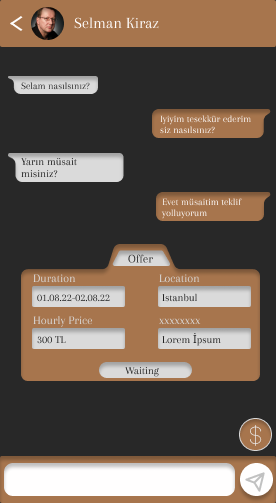 Selman Kiraz
Selam nasılsınız?
Iyiyim tesekkür ederim
siz nasılsınız?
Yarın müsait
misiniz?
Evet müsaitim teklif
yolluyorum
Offer
Duration
Location
01.08.22-02.08.22
Istanbul
Hourly Price
xxxxxxxx
300 TL
Lorem İpsum
Waiting
$